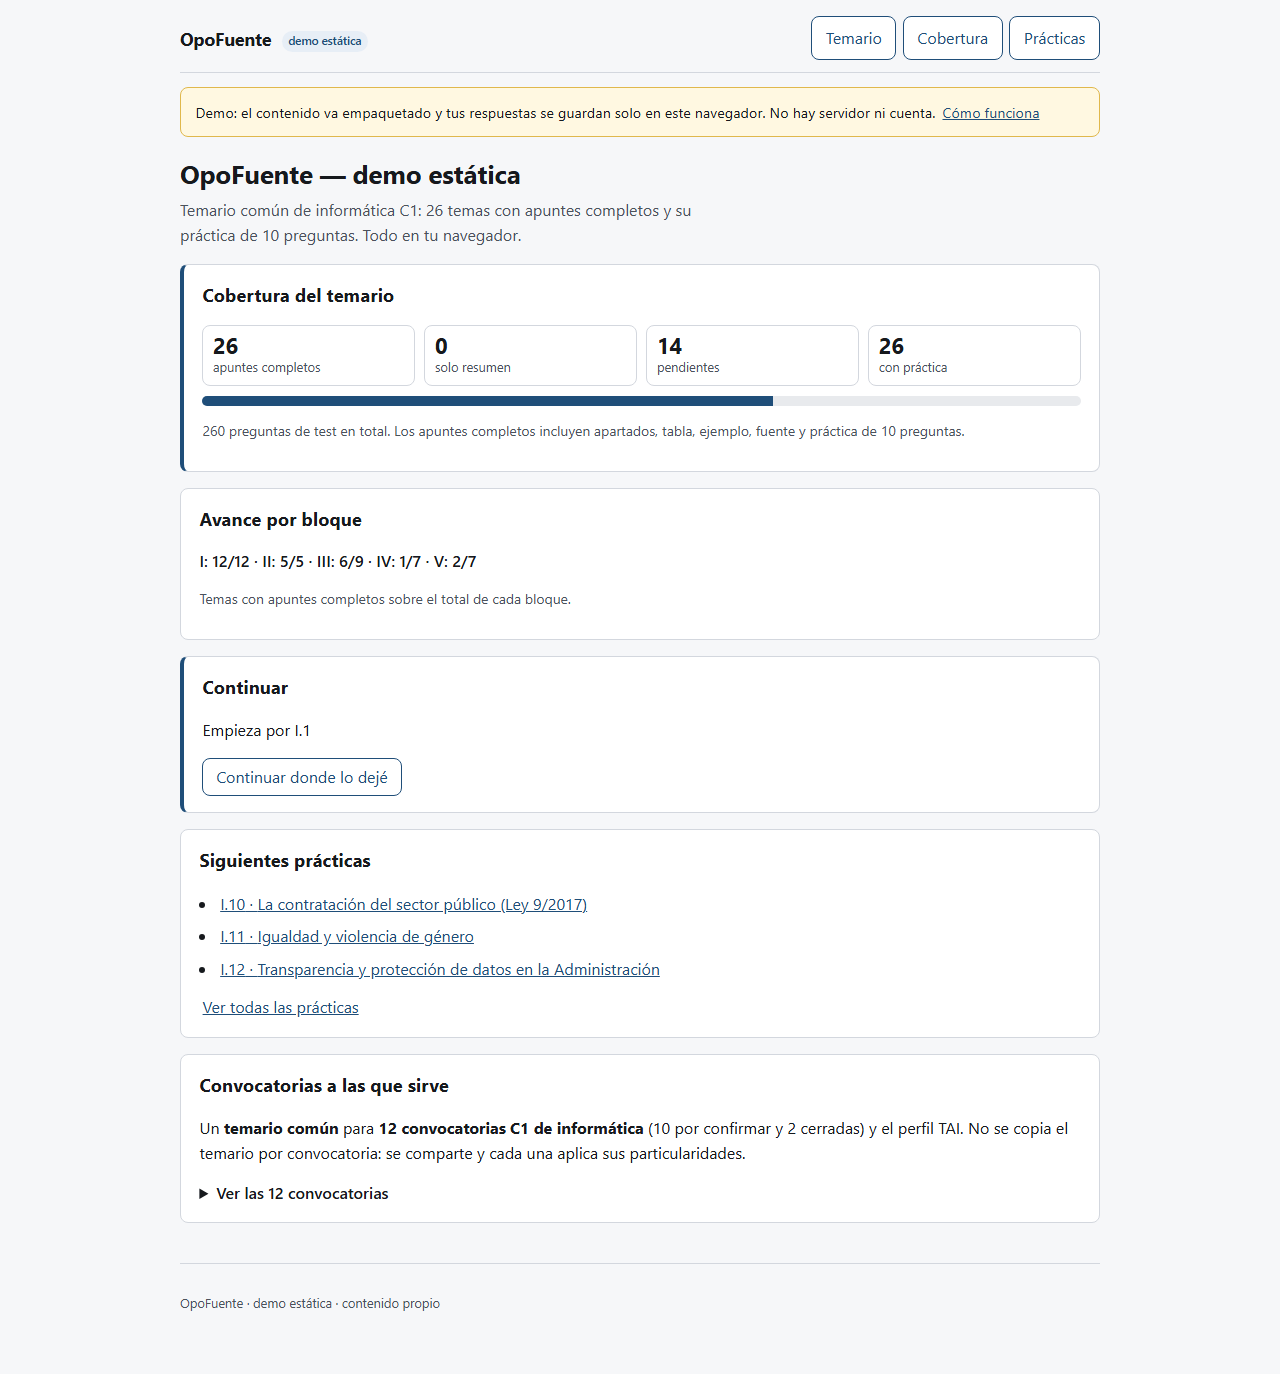 OpoFuente demo estática
Temario Cobertura Prácticas
Demo: el contenido va empaquetado y tus respuestas se guardan solo en este navegador. No hay servidor ni cuenta. Cómo funciona
OpoFuente — demo estática
Temario común de informática C1: 26 temas con apuntes completos y su
práctica de 10 preguntas. Todo en tu navegador.
Cobertura del temario
26
apuntes completos
0
solo resumen
14
pendientes
26
con práctica
260 preguntas de test en total. Los apuntes completos incluyen apartados, tabla, ejemplo, fuente y práctica de 10 preguntas.
Avance por bloque
I: 12/12 · II: 5/5 · III: 6/9 · IV: 1/7 · V: 2/7
Temas con apuntes completos sobre el total de cada bloque.
Continuar
Empieza por I.1
Continuar donde lo dejé
Siguientes prácticas
• I.10 · La contratación del sector público (Ley 9/2017)
• I.11 · Igualdad y violencia de género
• I.12 · Transparencia y protección de datos en la Administración
Ver todas las prácticas
Convocatorias a las que sirve
Un temario común para 12 convocatorias C1 de informática (10 por confirmar y 2 cerradas) y el perfil TAI. No se copia el
temario por convocatoria: se comparte y cada una aplica sus particularidades.
▶ Ver las 12 convocatorias
OpoFuente · demo estática · contenido propio